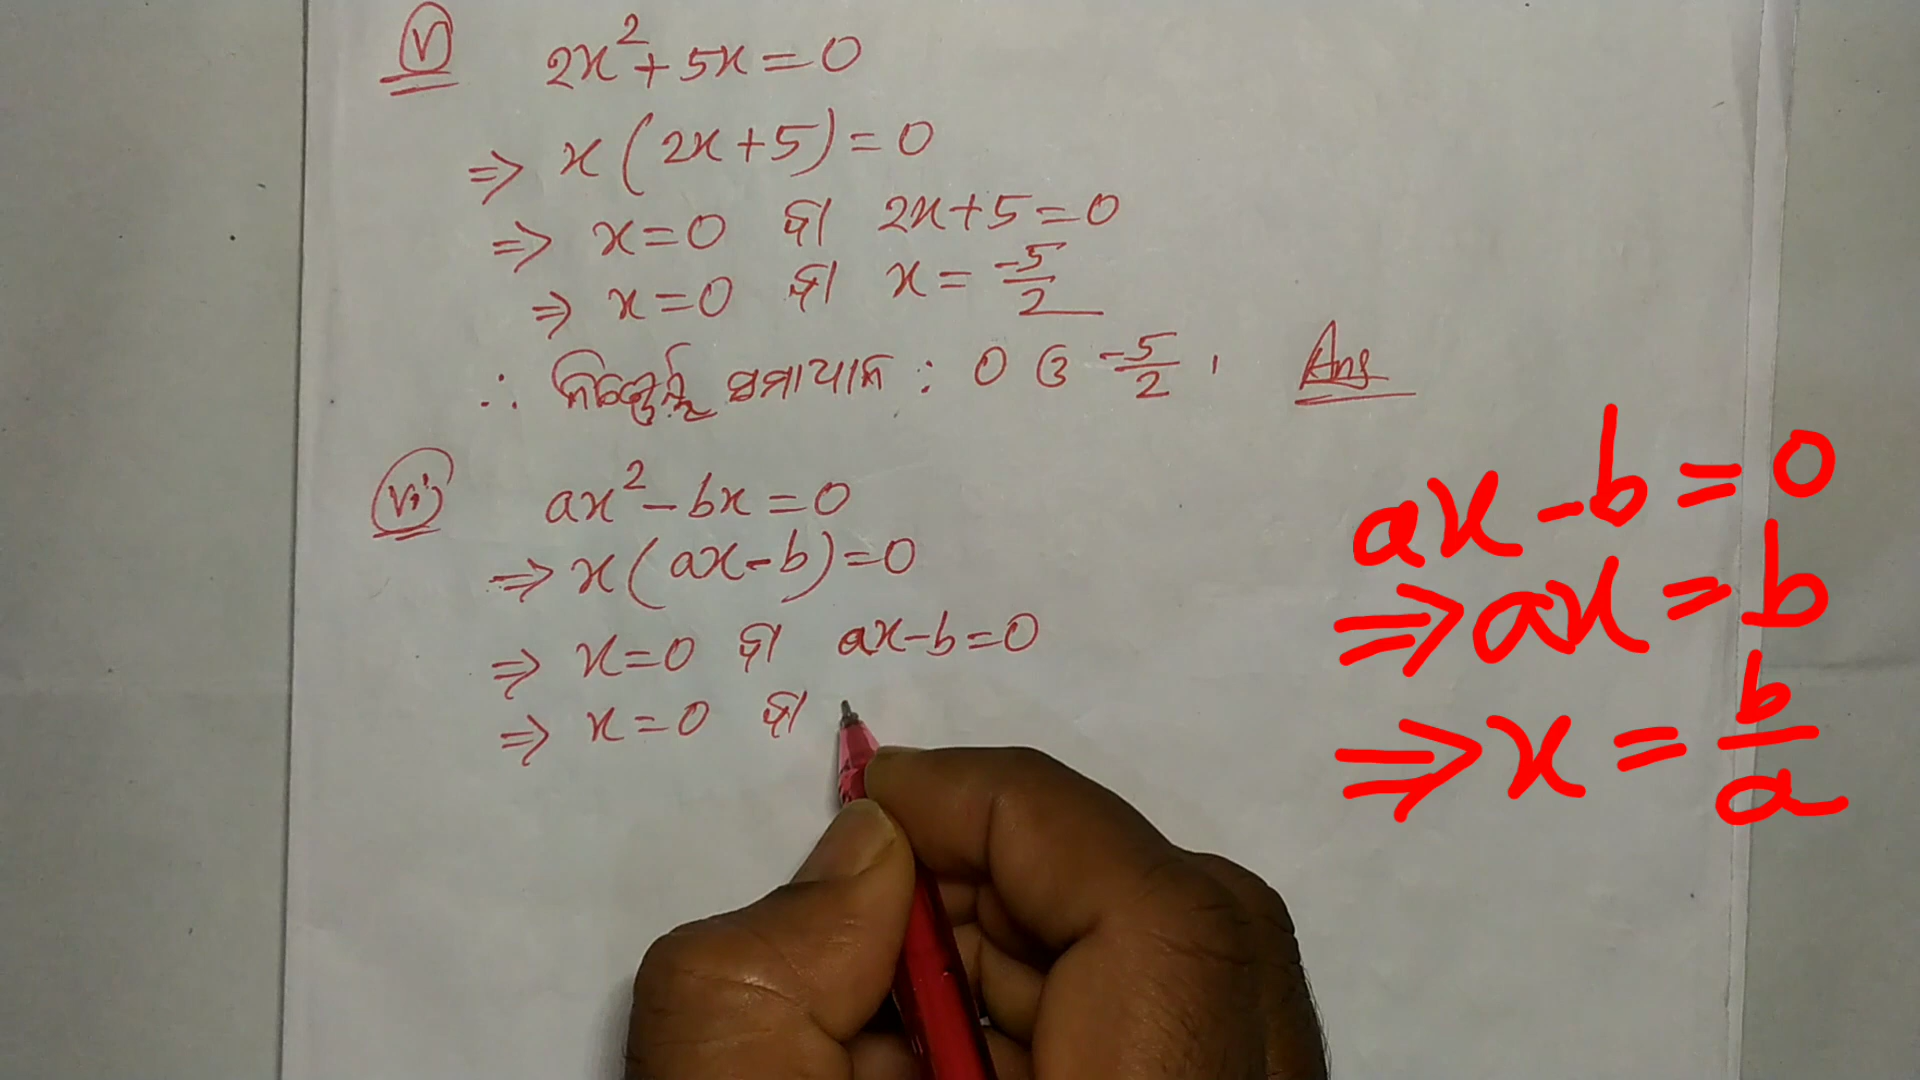 (v) 2x² + 5x = 0
⇒ x(2x + 5) = 0
⇒ x = 0 ବା 2x + 5 = 0
⇒ x = 0 ବା x = -5/2
∴ ନିର୍ଣ୍ଣେୟ ସମାଧାନ : 0 ଓ -5/2 । Ans
(vi) ax² - bx = 0
⇒ x(ax - b) = 0
⇒ x = 0 ବା ax - b = 0
⇒ x = 0 ବା
ax - b = 0
⇒ ax = b
⇒ x = b/a